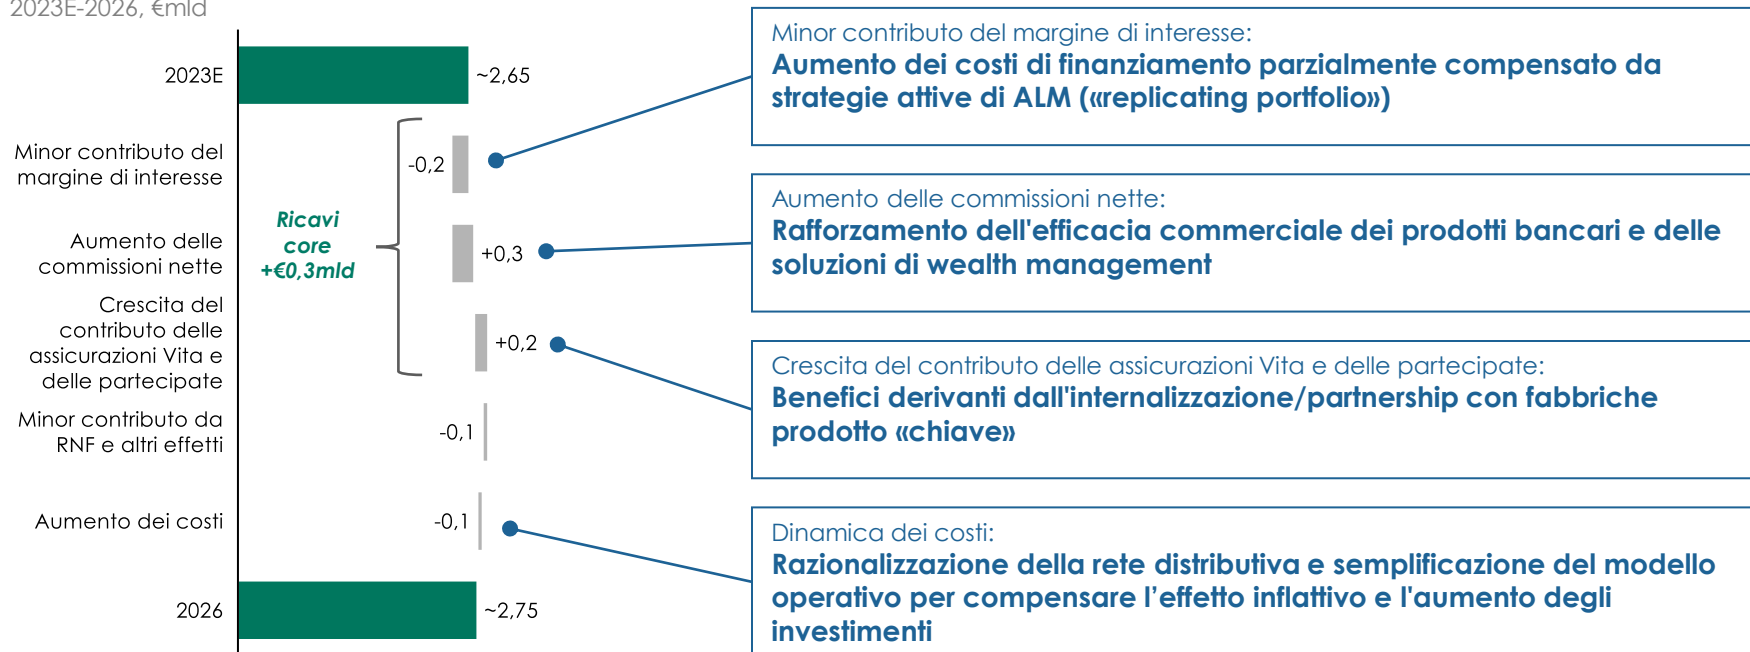 2023E-2026, €mld
2023E
~2,65
Minor contributo del
margine di interesse
-0,2
Aumento delle
commissioni nette
+0,3
Ricavi
core
+€0,3mld
Crescita del
contributo delle
assicurazioni Vita e
delle partecipate
+0,2
Minor contributo da
RNF e altri effetti
-0,1
Aumento dei costi
-0,1
2026
~2,75
Minor contributo del margine di interesse:
Aumento dei costi di finanziamento parzialmente compensato da
strategie attive di ALM («replicating portfolio»)
Aumento delle commissioni nette:
Rafforzamento dell'efficacia commerciale dei prodotti bancari e delle
soluzioni di wealth management
Crescita del contributo delle assicurazioni Vita e delle partecipate:
Benefici derivanti dall'internalizzazione/partnership con fabbriche
prodotto «chiave»
Dinamica dei costi:
Razionalizzazione della rete distributiva e semplificazione del modello
operativo per compensare l’effetto inflattivo e l'aumento degli
investimenti